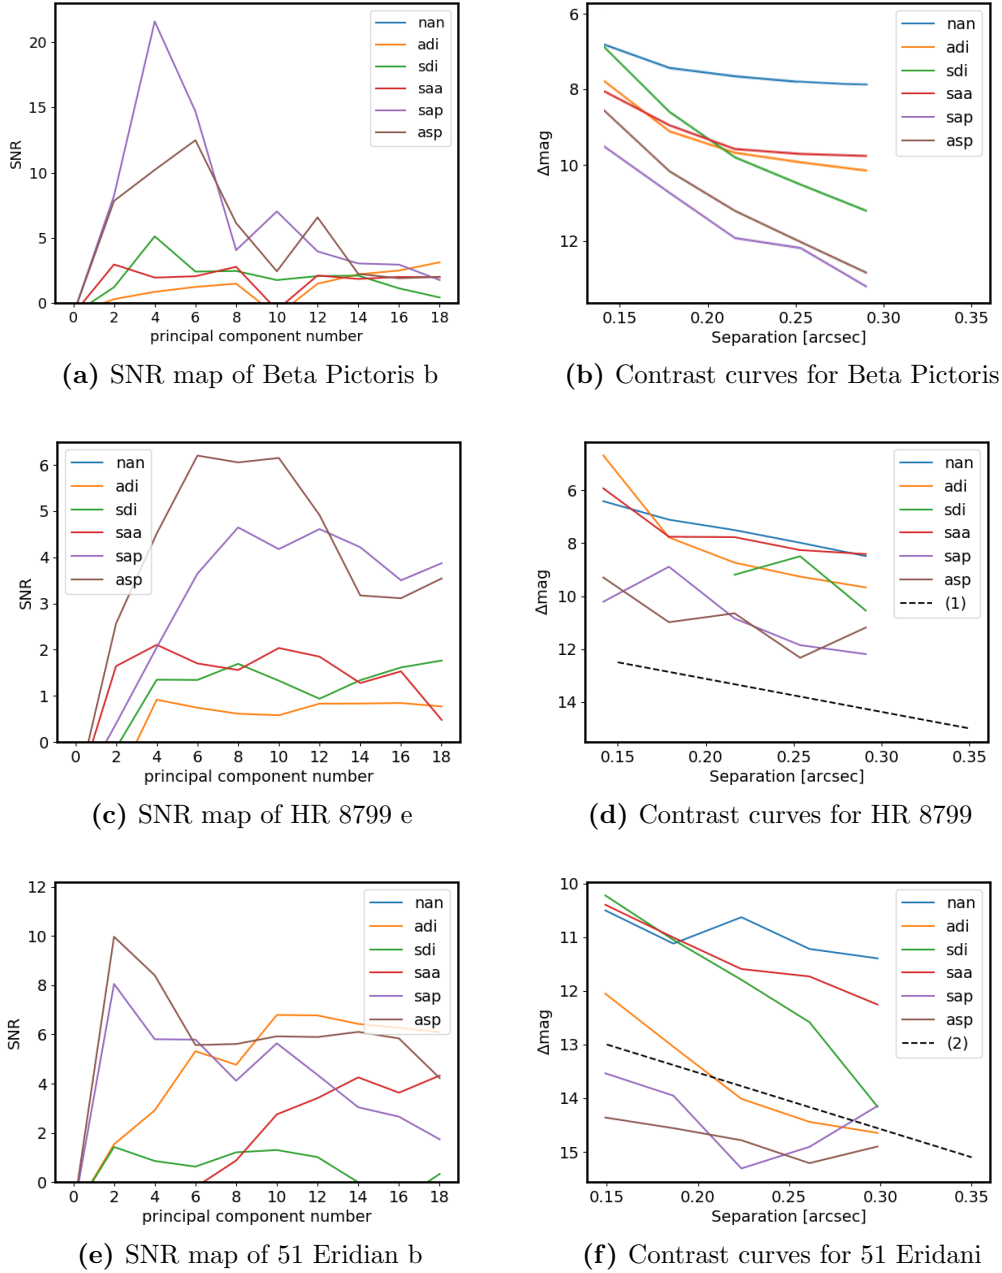 20
15
10
5
0
SNR
nan
adi
sdi
saa
sap
asp
0 2 4 6 8 10 12 14 16 18
principal component number
(a) SNR map of Beta Pictoris b
6
8
10
12
Δmag
nan
adi
sdi
saa
sap
asp
0.15 0.20 0.25 0.30 0.35
Separation [arcsec]
(b) Contrast curves for Beta Pictoris
6
5
4
3
2
1
0
SNR
nan
adi
sdi
saa
sap
asp
0 2 4 6 8 10 12 14 16 18
principal component number
(c) SNR map of HR 8799 e
6
8
10
12
14
Δmag
nan
adi
sdi
saa
sap
asp
(1)
0.15 0.20 0.25 0.30 0.35
Separation [arcsec]
(d) Contrast curves for HR 8799
12
10
8
6
4
2
0
SNR
nan
adi
sdi
saa
sap
asp
0 2 4 6 8 10 12 14 16 18
principal component number
(e) SNR map of 51 Eridian b
10
11
12
13
14
15
Δmag
nan
adi
sdi
saa
sap
asp
(2)
0.15 0.20 0.25 0.30 0.35
Separation [arcsec]
(f) Contrast curves for 51 Eridani